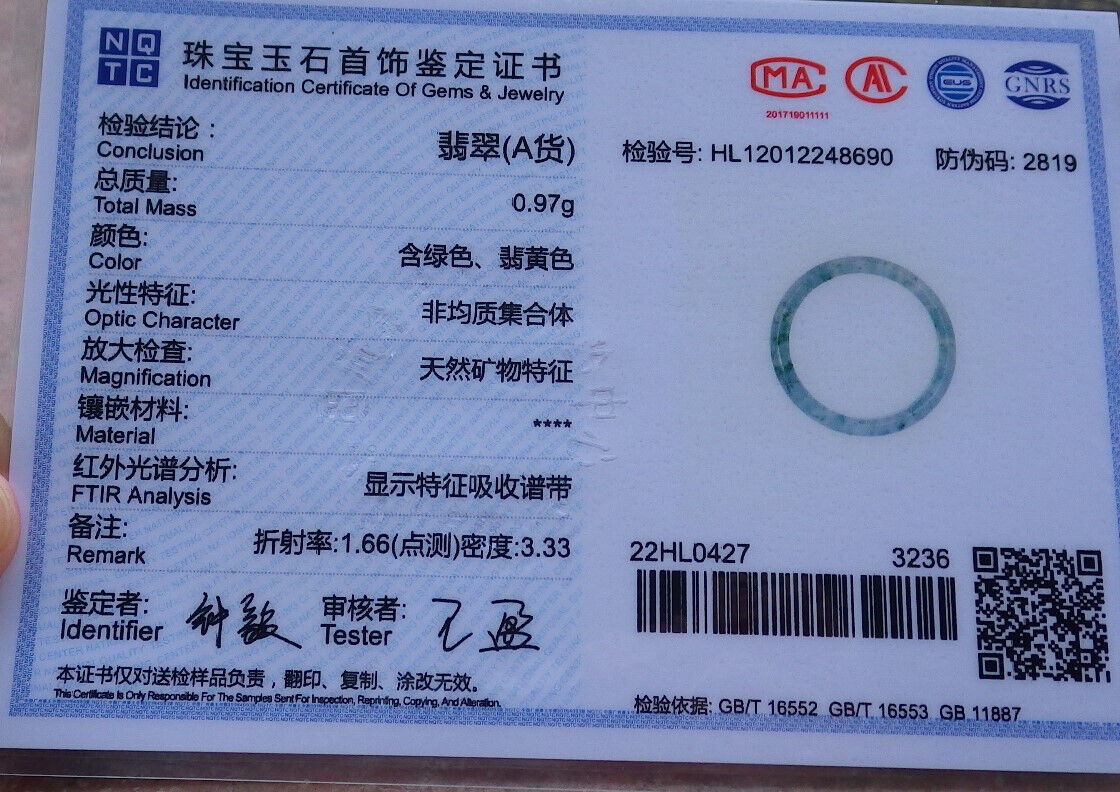 NQTC
珠宝玉石首饰鉴定证书
Identification Certificate Of Gems & Jewelry
检验结论：
Conclusion
翡翠(A货)
总质量:
Total Mass
0.97g
颜色:
Color
含绿色、翡黄色
光性特征:
Optic Character
非均质集合体
放大检查:
Magnification
天然矿物特征
镶嵌材料:
Material
****
红外光谱分析:
FTIR Analysis
显示特征吸收谱带
备注:
Remark
折射率:1.66(点测)密度:3.33
鉴定者:
Identifier
审核者:
Tester
本证书仅对送检样品负责，翻印、复制、涂改无效。
This Certificate Is Only Responsible For The Samples Sent For Inspection, Reprinting, Copying, And Alteration.
MA
201719011111
GNRS
检验号: HL12012248690 防伪码: 2819
22HL0427 3236
检验依据: GB/T 16552 GB/T 16553 GB 11887